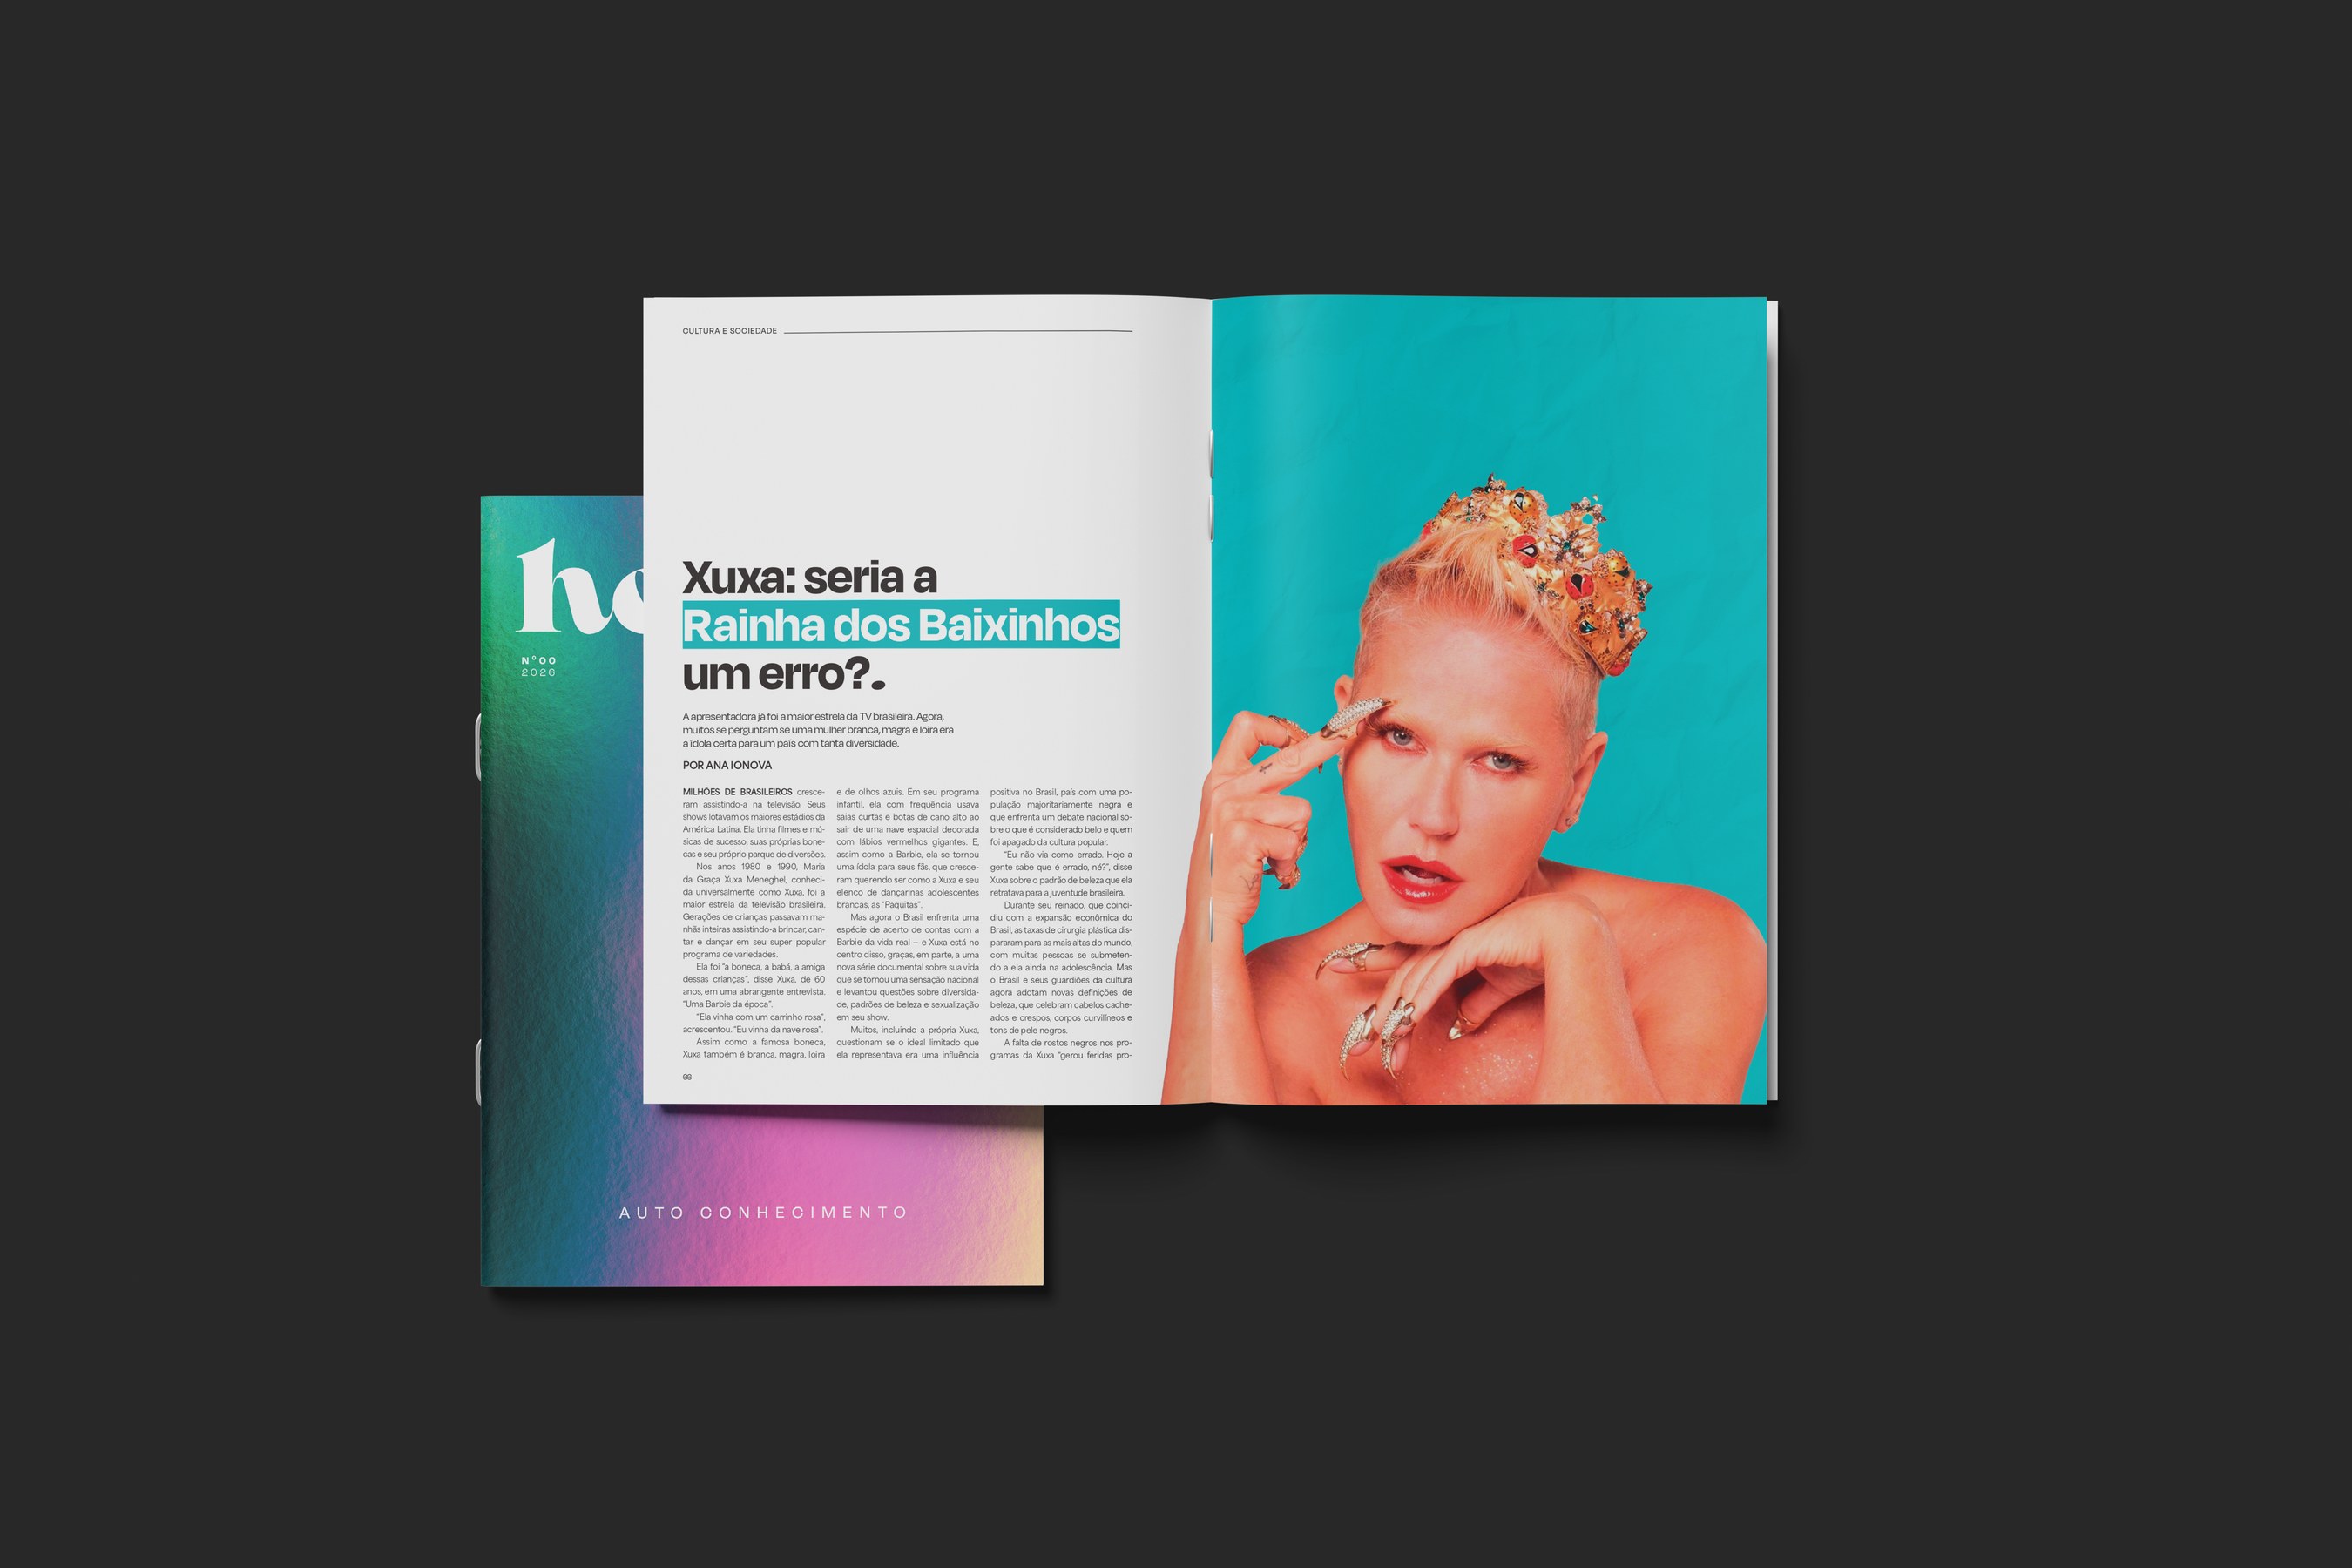 CULTURA E SOCIEDADE
Xuxa: seria a
Rainha dos Baixinhos
um erro?.
A apresentadora já foi a maior estrela da TV brasileira. Agora,
muitos se perguntam se uma mulher branca, magra e loira era
a ídola certa para um país com tanta diversidade.
POR ANA IONOVA
MILHÕES DE BRASILEIROS cresce-
ram assistindo-a na televisão. Seus
shows lotavam os maiores estádios da
América Latina. Ela tinha filmes e mú-
sicas de sucesso, suas próprias bone-
cas e seu próprio parque de diversões.
Nos anos 1980 e 1990, Maria
da Graça Xuxa Meneghel, conheci-
da universalmente como Xuxa, foi a
maior estrela da televisão brasileira.
Gerações de crianças passavam ma-
nhãs inteiras assistindo-a brincar, can-
tar e dançar em seu super popular
programa de variedades.
Ela foi "a boneca, a babá, a amiga
dessas crianças", disse Xuxa, de 60
anos, em uma abrangente entrevista.
"Uma Barbie da época".
"Ela vinha com um carrinho rosa",
acrescentou. "Eu vinha da nave rosa".
Assim como a famosa boneca,
Xuxa também é branca, magra, loira
e de olhos azuis. Em seu programa
infantil, ela com frequência usava
saias curtas e botas de cano alto ao
sair de uma nave espacial decorada
com lábios vermelhos gigantes. E,
assim como a Barbie, ela se tornou
uma ídola para seus fãs, que cresce-
ram querendo ser como a Xuxa e seu
elenco de dançarinas adolescentes
brancas, as "Paquitas".
Mas agora o Brasil enfrenta uma
espécie de acerto de contas com a
Barbie da vida real – e Xuxa está no
centro disso, graças, em parte, a uma
nova série documental sobre sua vida
que se tornou uma sensação nacional
e levantou questões sobre diversida-
de, padrões de beleza e sexualização
em seu show.
Muitos, incluindo a própria Xuxa,
questionam se o ideal limitado que
ela representava era uma influência
positiva no Brasil, país com uma po-
pulação majoritariamente negra e
que enfrenta um debate nacional so-
bre o que é considerado belo e quem
foi apagado da cultura popular.
"Eu não via como errado. Hoje a
gente sabe que é errado, né?", disse
Xuxa sobre o padrão de beleza que ela
retratava para a juventude brasileira.
Durante seu reinado, que coinci-
diu com a expansão econômica do
Brasil, as taxas de cirurgia plástica dis-
pararam para as mais altas do mundo,
com muitas pessoas se submeten-
do a ela ainda na adolescência. Mas
o Brasil e seus guardiões da cultura
agora adotam novas definições de
beleza, que celebram cabelos cache-
ados e crespos, corpos curvilíneos e
tons de pele negros.
A falta de rostos negros nos pro-
gramas da Xuxa "gerou feridas pro-
N°00
2026
AUTO CONHECIMENTO